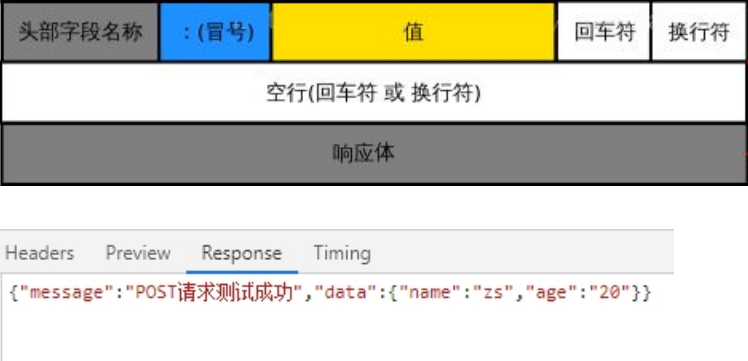 头部字段名称 ：(冒号) 值 回车符 换行符
空行(回车符 或 换行符)
响应体
Headers Preview Response Timing
{"message":"POST请求测试成功","data":{"name":"zs","age":"20"}}